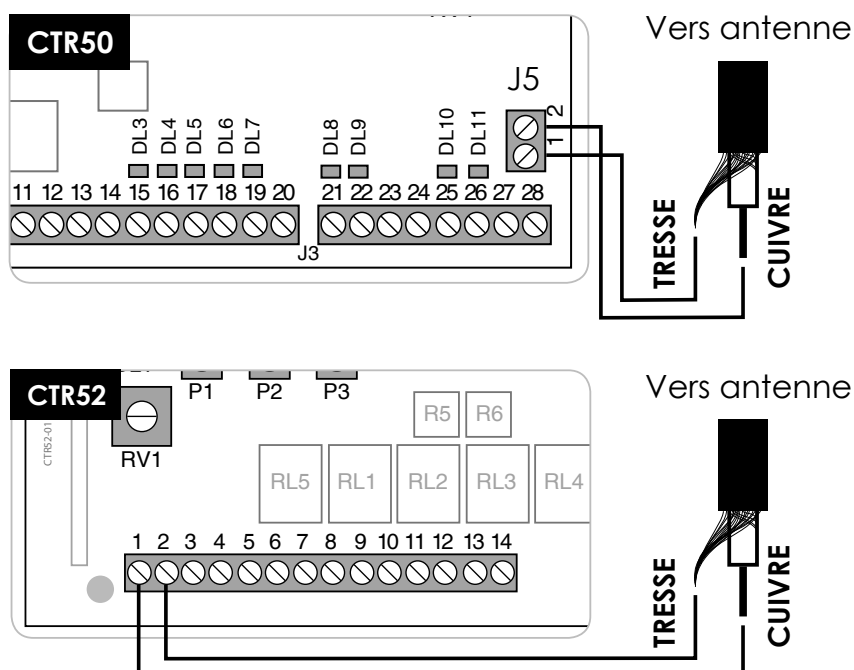 CTR50
Vers antenne
J5
2
1
DL3
DL4
DL5
DL6
DL7
DL8
DL9
DL10
DL11
11 12 13 14 15 16 17 18 19 20
21 22 23 24 25 26 27 28
J3
TRESSE
CUIVRE
CTR52
Vers antenne
P1
P2
P3
CTR52-01
RV1
R5
R6
RL5
RL1
RL2
RL3
RL4
1 2 3 4 5 6 7 8 9 10 11 12 13 14
TRESSE
CUIVRE